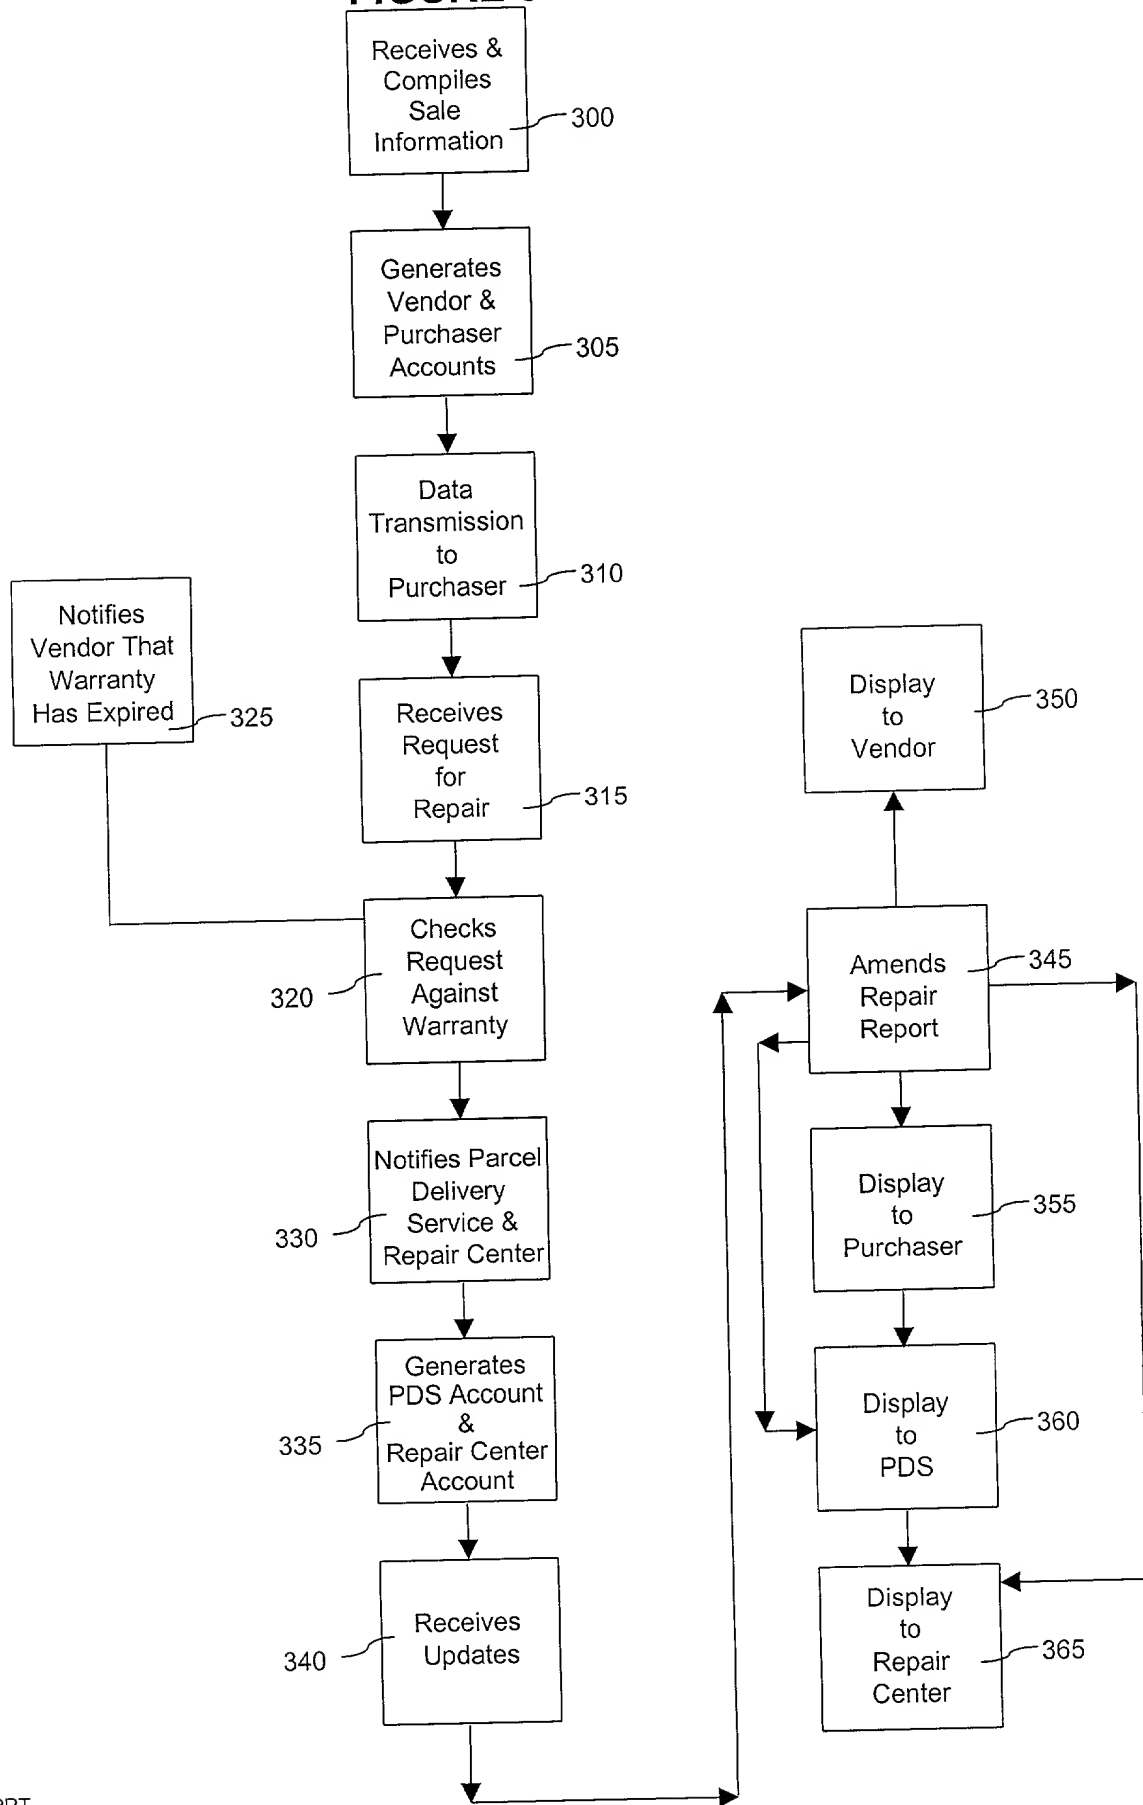 Receives &
Compiles
Sale
Information
300
Generates
Vendor &
Purchaser
Accounts
305
Data
Transmission
to
Purchaser
310
Notifies
Vendor That
Warranty
Has Expired
325
Receives
Request
for
Repair
315
Checks
Request
Against
Warranty
320
Notifies Parcel
Delivery
Service &
Repair Center
330
Generates
PDS Account
&
Repair Center
Account
335
Receives
Updates
340
Display
to
Vendor
350
Amends
Repair
Report
345
Display
to
Purchaser
355
Display
to
PDS
360
Display
to
Repair
Center
365